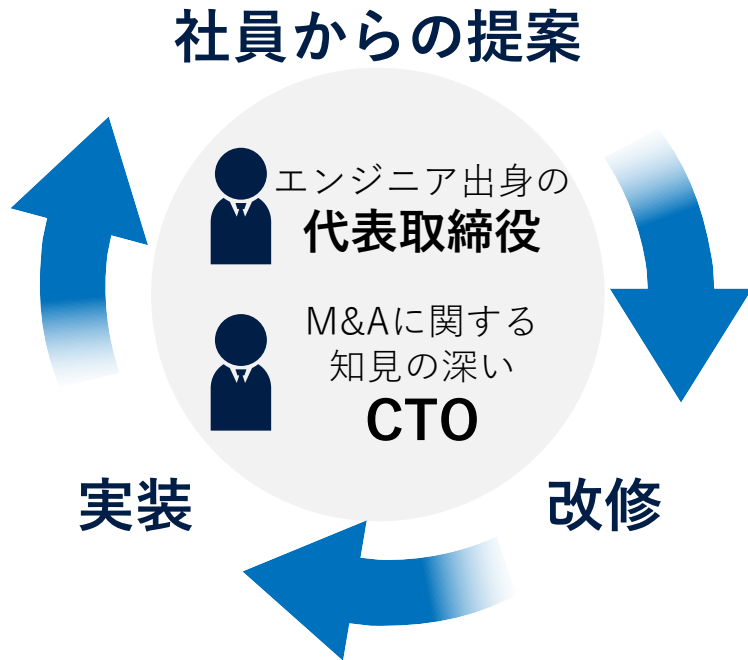 社員からの提案
エンジニア出身の
代表取締役
M&Aに関する
知見の深い
CTO
実装
改修